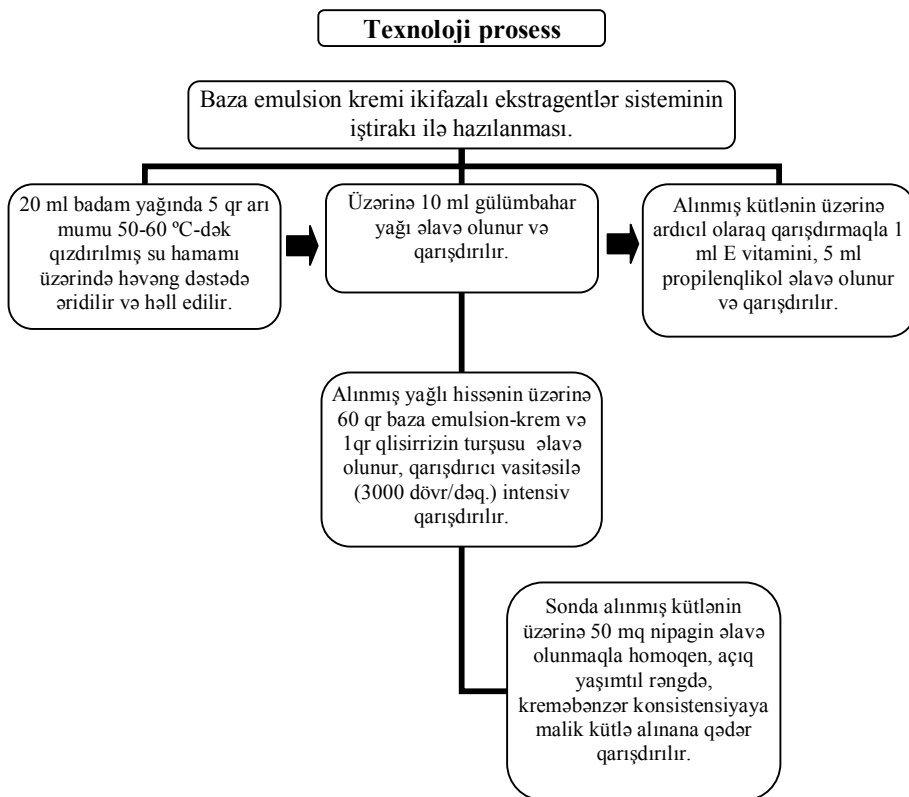 Texnoloji prosess
Baza emulsion kremi ikifazalı ekstragentlər sisteminin
iştirakı ilə hazılanması.
20 ml badam yağında 5 qr arı
mumu 50-60 ºC-dək
qızdırılmış su hamamı
üzərində həvəng dəstədə
əridilir və həll edilir.
Üzərinə 10 ml gülümbahar
yağı əlavə olunur və
qarışdırilir.
Alınmış kütlənin üzərinə
ardıcıl olaraq qarışdırmaqla 1
ml E vitamini, 5 ml
propilenqlikol əlavə olunur
və qarışdırılır.
Alınmış yağlı hissənin üzərinə
60 qr baza emulsion-krem və
1qr qlisirrizin turşusu əlavə
olunur, qarışdırıcı vasitəsilə
(3000 dövr/dəq.) intensiv
qarışdırılır.
Sonda alınmış kütlənin
üzərinə 50 mq nipagin əlavə
olunmaqla homoqen, açıq
yaşımtıl rəngdə,
kreməbənzər konsistensiyaya
malik kütlə alınana qədər
qarışdırılır.